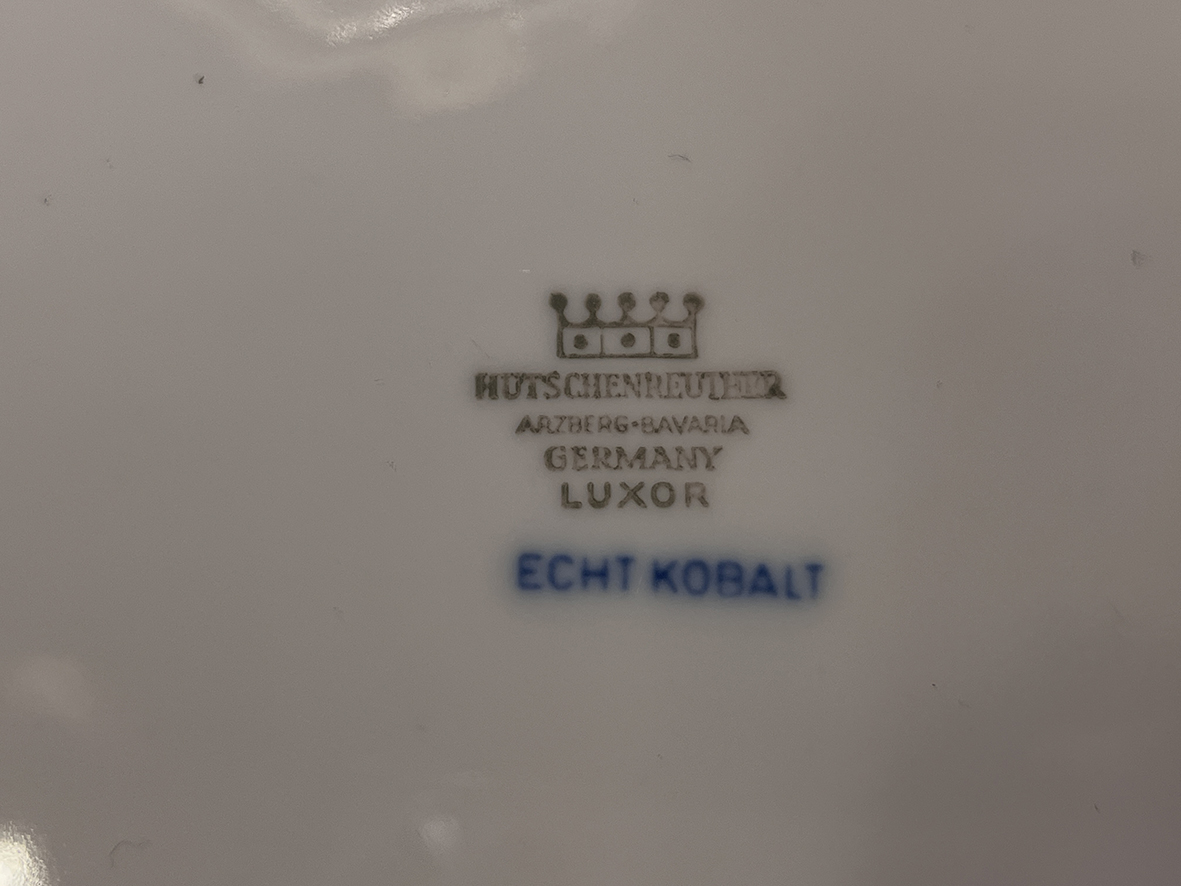 HUTSCHENREUTHER
ARZBERG·BAVARIA
GERMANY
LUXOR
ECHT KOBALT